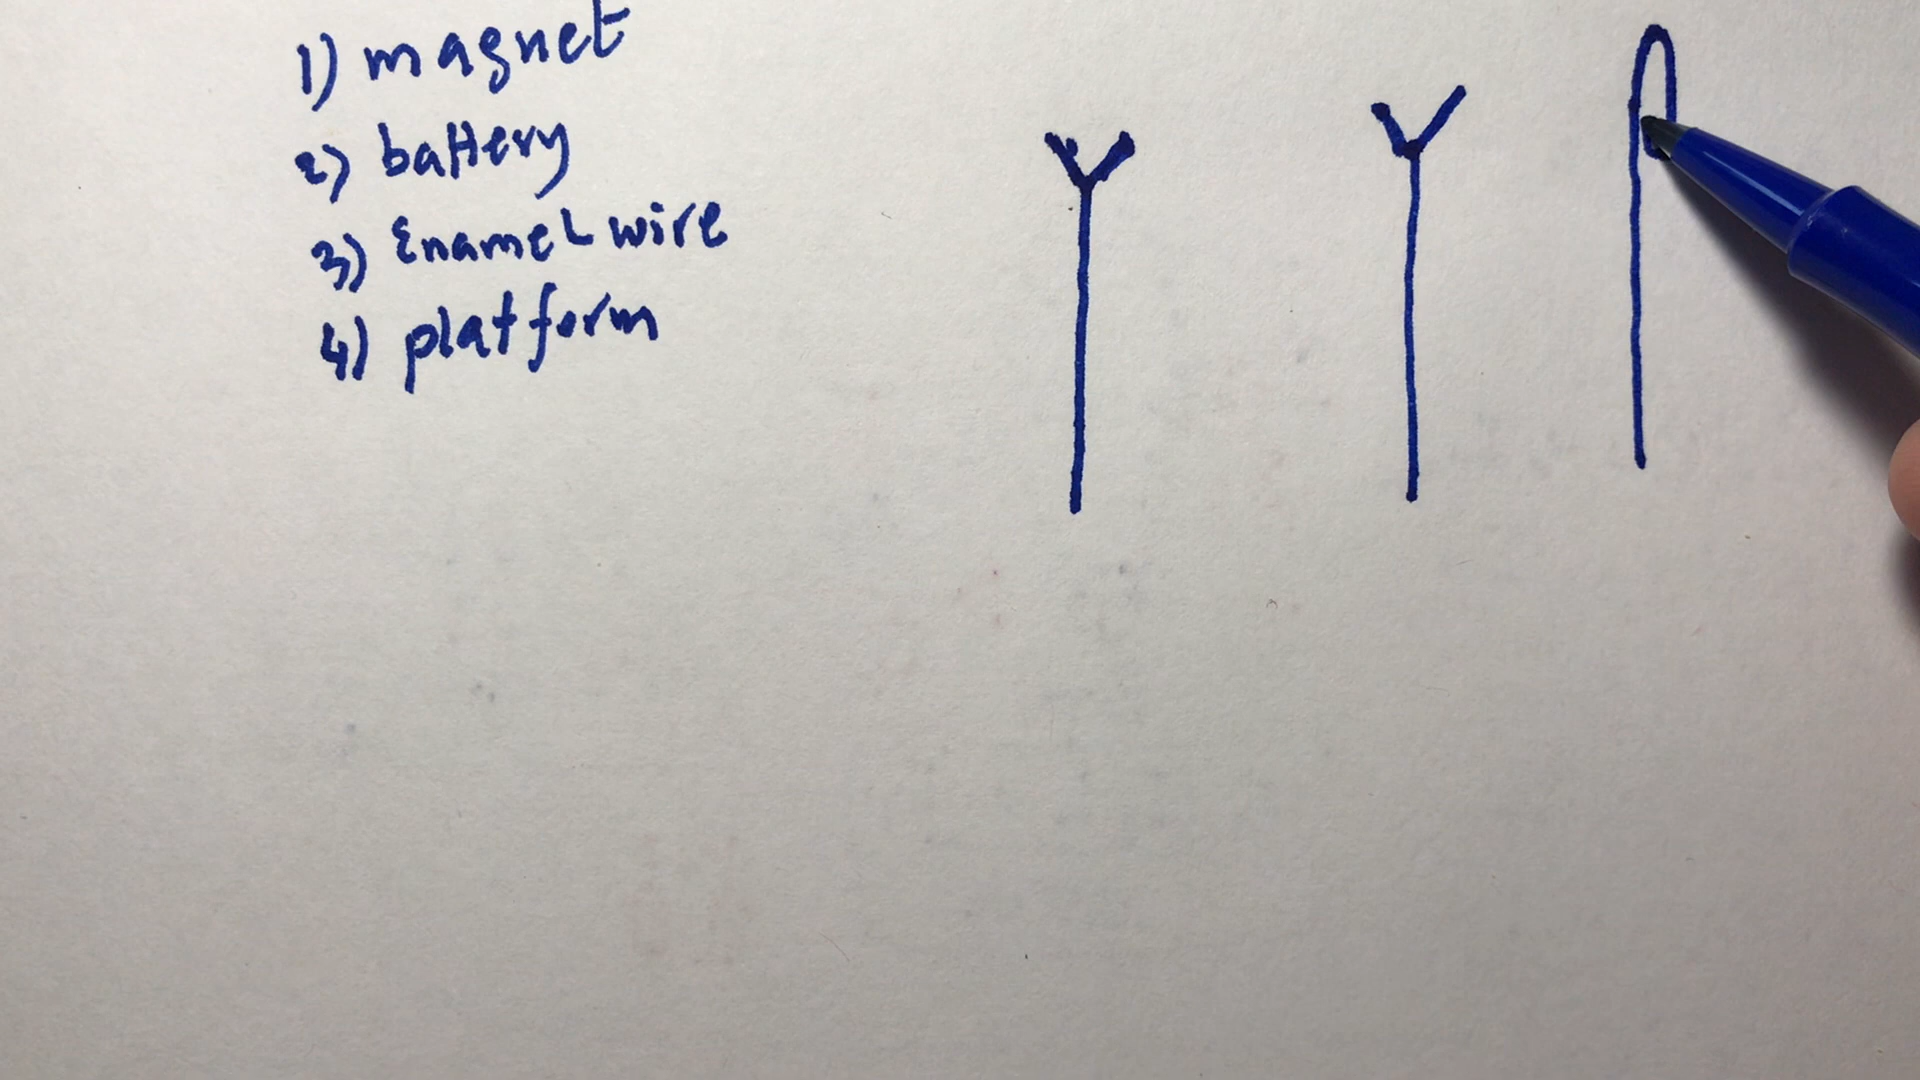 1) magnet
2) battery
3) Enamel wire
4) platform